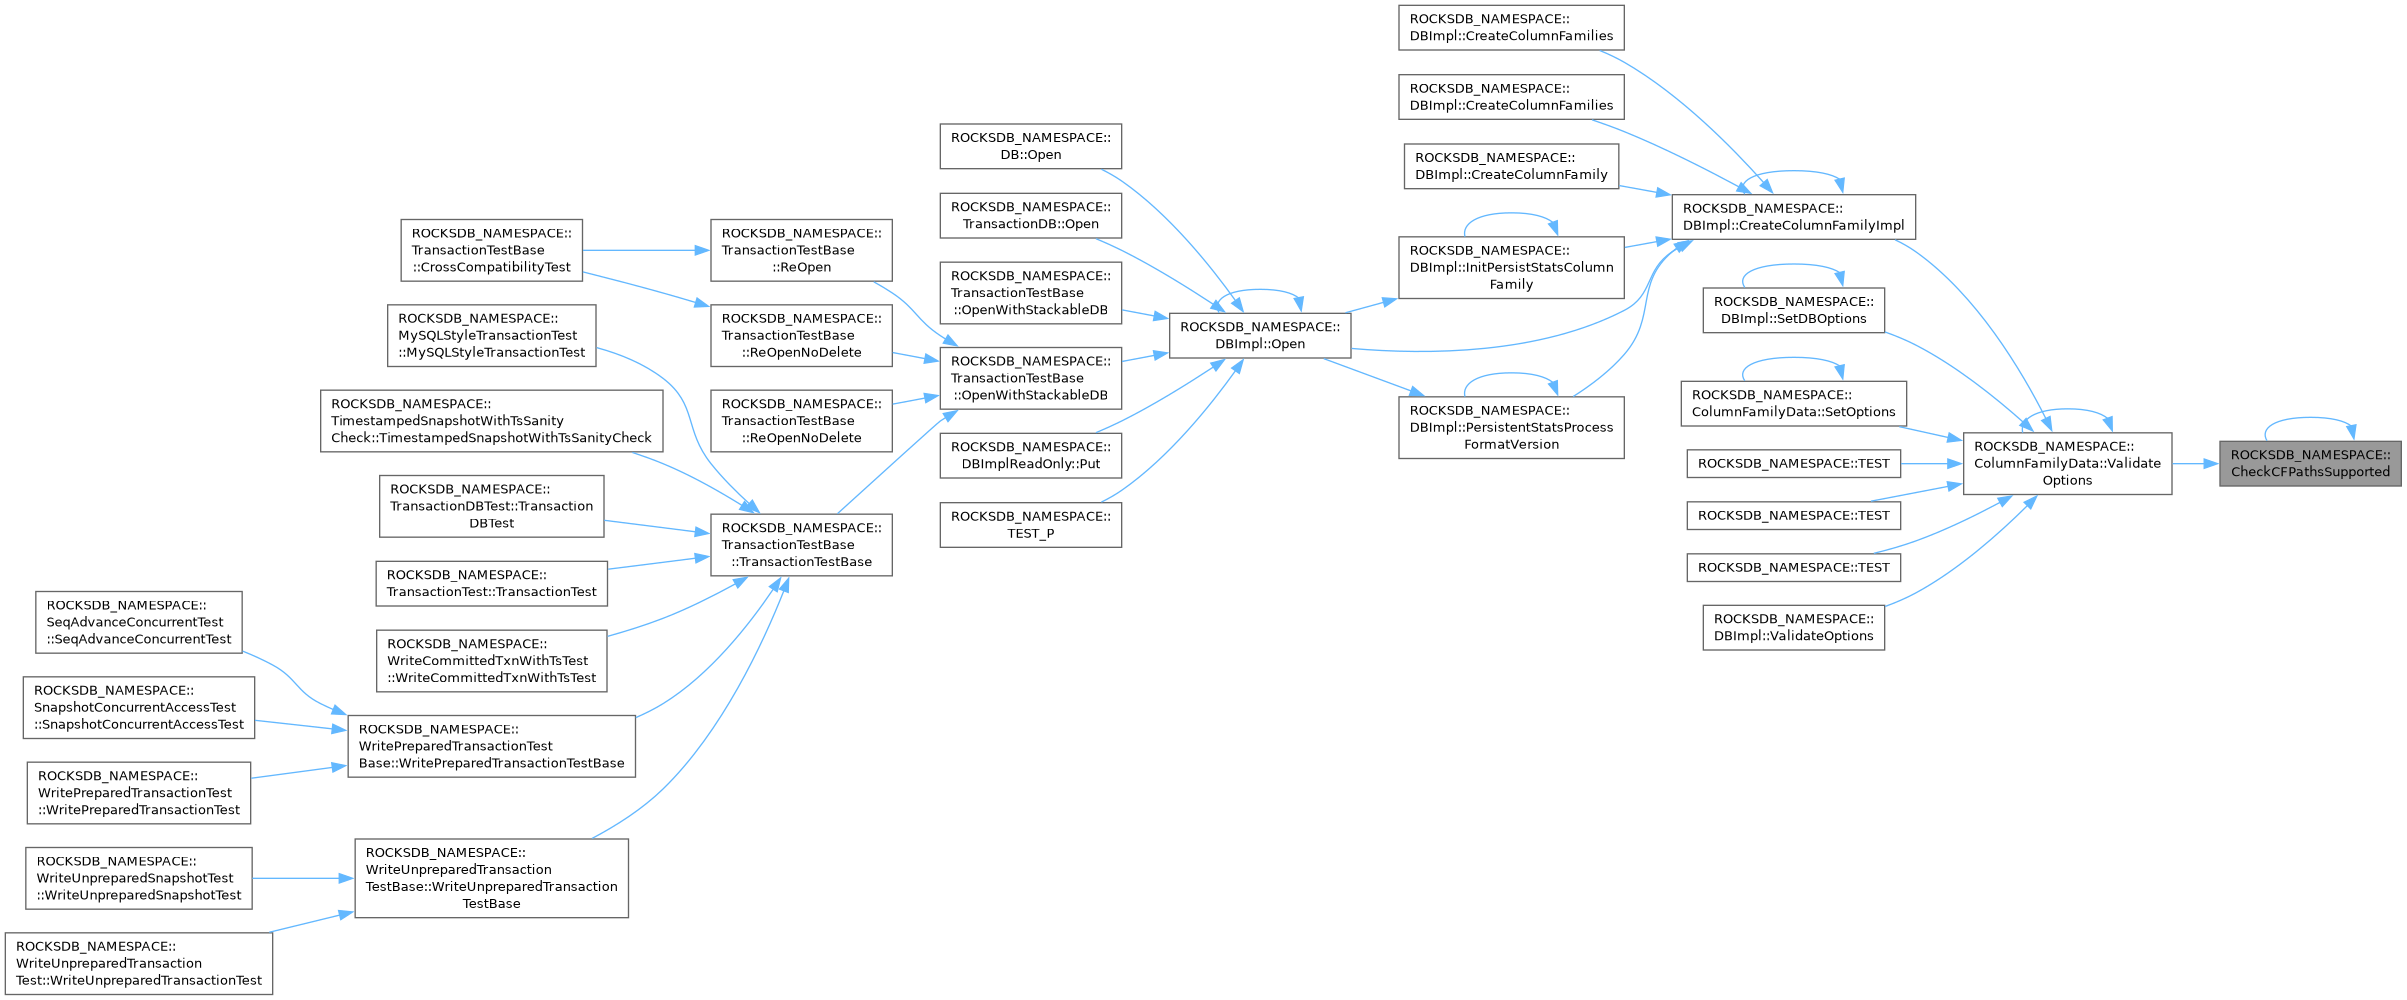 ROCKSDB_NAMESPACE::
DBImpl::CreateColumnFamilies
ROCKSDB_NAMESPACE::
DBImpl::CreateColumnFamilies
ROCKSDB_NAMESPACE::
DB::Open
ROCKSDB_NAMESPACE::
DBImpl::CreateColumnFamily
ROCKSDB_NAMESPACE::
TransactionDB::Open
ROCKSDB_NAMESPACE::
DBImpl::CreateColumnFamilyImpl
ROCKSDB_NAMESPACE::
TransactionTestBase
::CrossCompatibilityTest
ROCKSDB_NAMESPACE::
TransactionTestBase
::ReOpen
ROCKSDB_NAMESPACE::
DBImpl::InitPersistStatsColumn
Family
ROCKSDB_NAMESPACE::
TransactionTestBase
::OpenWithStackableDB
ROCKSDB_NAMESPACE::
DBImpl::SetDBOptions
ROCKSDB_NAMESPACE::
MySQLStyleTransactionTest
::MySQLStyleTransactionTest
ROCKSDB_NAMESPACE::
TransactionTestBase
::ReOpenNoDelete
ROCKSDB_NAMESPACE::
DBImpl::Open
ROCKSDB_NAMESPACE::
TransactionTestBase
::OpenWithStackableDB
ROCKSDB_NAMESPACE::
ColumnFamilyData::SetOptions
ROCKSDB_NAMESPACE::
TimestampedSnapshotWithTsSanity
Check::TimestampedSnapshotWithTsSanityCheck
ROCKSDB_NAMESPACE::
TransactionTestBase
::ReOpenNoDelete
ROCKSDB_NAMESPACE::
DBImpl::PersistentStatsProcess
FormatVersion
ROCKSDB_NAMESPACE::
DBImplReadOnly::Put
ROCKSDB_NAMESPACE::TEST
ROCKSDB_NAMESPACE::
ColumnFamilyData::Validate
Options
ROCKSDB_NAMESPACE::
CheckCFPathsSupported
ROCKSDB_NAMESPACE::
TransactionDBTest::Transaction
DBTest
ROCKSDB_NAMESPACE::
TEST_P
ROCKSDB_NAMESPACE::TEST
ROCKSDB_NAMESPACE::
TransactionTestBase
::TransactionTestBase
ROCKSDB_NAMESPACE::TEST
ROCKSDB_NAMESPACE::
TransactionTest::TransactionTest
ROCKSDB_NAMESPACE::
SeqAdvanceConcurrentTest
::SeqAdvanceConcurrentTest
ROCKSDB_NAMESPACE::
DBImpl::ValidateOptions
ROCKSDB_NAMESPACE::
WriteCommittedTxnWithTsTest
::WriteCommittedTxnWithTsTest
ROCKSDB_NAMESPACE::
SnapshotConcurrentAccessTest
::SnapshotConcurrentAccessTest
ROCKSDB_NAMESPACE::
WritePreparedTransactionTest
Base::WritePreparedTransactionTestBase
ROCKSDB_NAMESPACE::
WritePreparedTransactionTest
::WritePreparedTransactionTest
ROCKSDB_NAMESPACE::
WriteUnpreparedSnapshotTest
::WriteUnpreparedSnapshotTest
ROCKSDB_NAMESPACE::
WriteUnpreparedTransaction
TestBase::WriteUnpreparedTransaction
TestBase
ROCKSDB_NAMESPACE::
WriteUnpreparedTransaction
Test::WriteUnpreparedTransactionTest